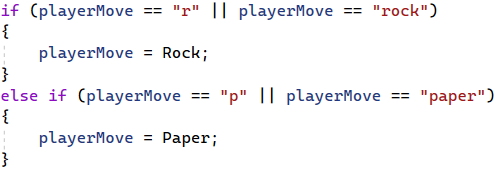 if (playerMove == "r" || playerMove == "rock")
{
    playerMove = Rock;
}
else if (playerMove == "p" || playerMove == "paper")
{
    playerMove = Paper;
}